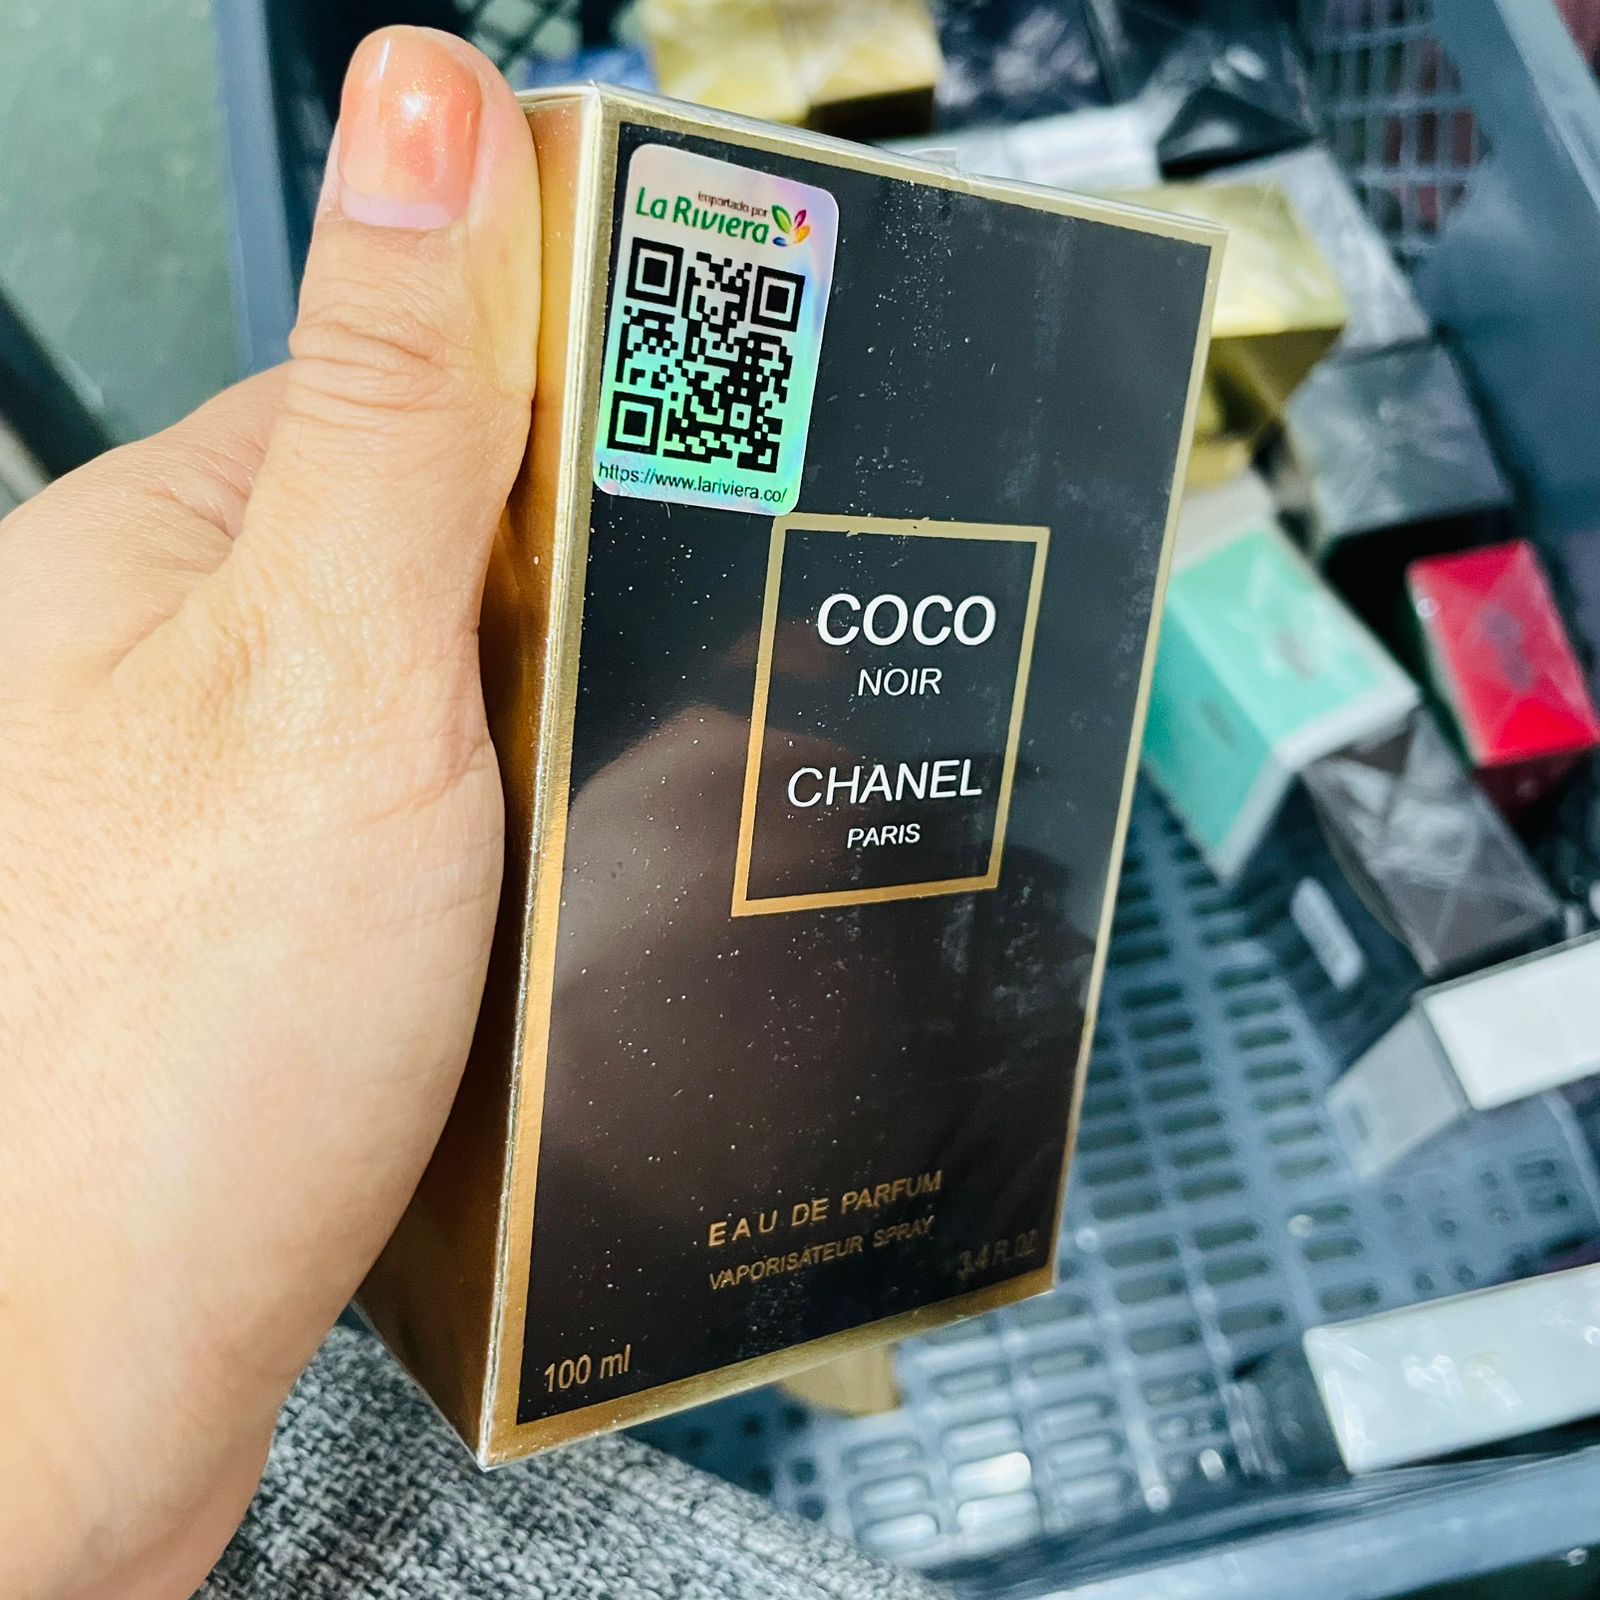 importado por
La Riviera
https://www.lariviera.co/
COCO
NOIR
CHANEL
PARIS
EAU DE PARFUM
VAPORISATEUR SPRAY
100 ml
3.4 Fl. OZ